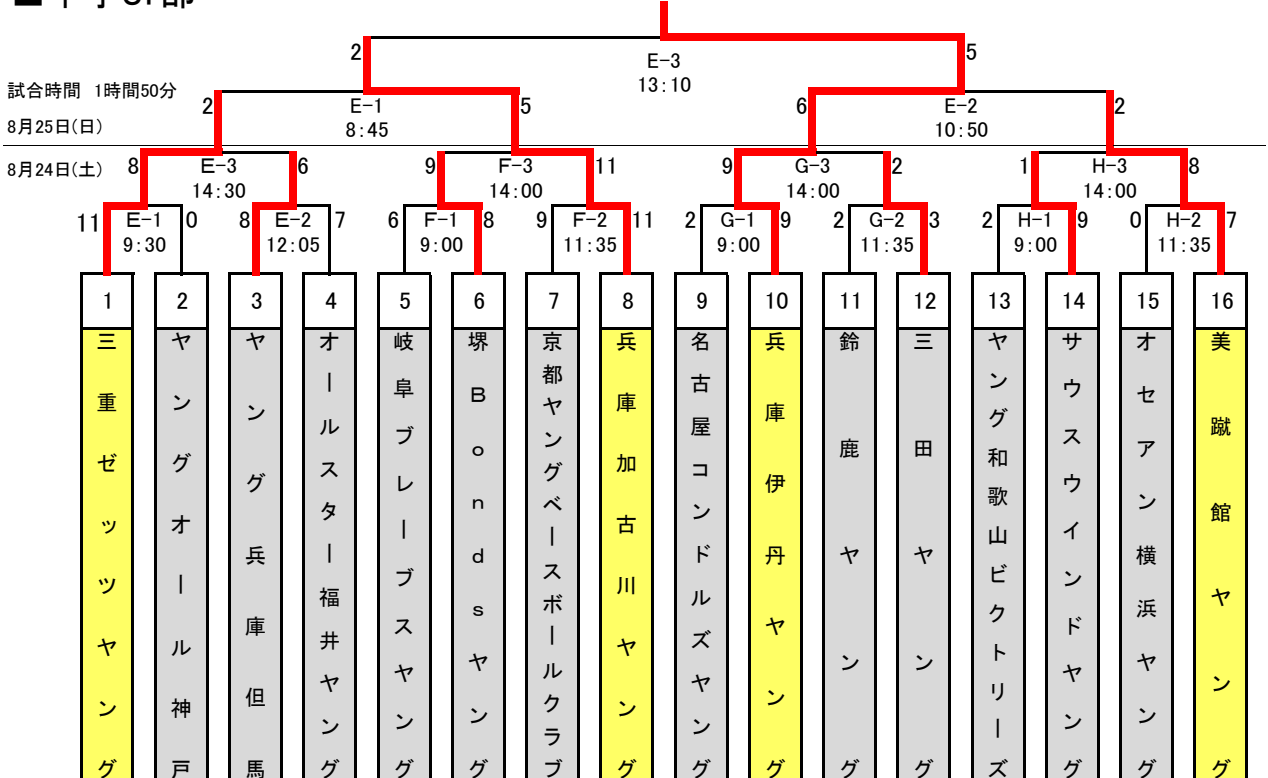 2 5
E-3
13:10
試合時間 1時間50分
2 5 6 2
E-1 E-2
8月25日(日) 8:45 10:50
8月24日(土) 8 E-3 6 9 F-3 11 9 G-3 2 1 H-3 8
14:30 14:00 14:00 14:00
11 E-1 0 8 E-2 7 6 F-1 8 9 F-2 11 2 G-1 9 2 G-2 3 2 H-1 9 0 H-2 7
9:30 12:05 9:00 11:35 9:00 11:35 9:00 11:35
1 2 3 4 5 6 7 8 9 10 11 12 13 14 15 16
三重ゼッツヤング
ヤングオール神戸
ヤング兵庫但馬
オールスター福井ヤング
岐阜ブレーブスヤング
堺Bondsヤング
京都ヤングベースボールクラブ
兵庫加古川ヤング
名古屋コンドルズヤング
兵庫伊丹ヤング
鈴鹿ヤング
三田ヤング
ヤング和歌山ビクトリーズ
サウスウインドヤング
オセアン横浜ヤング
美蹴館ヤング